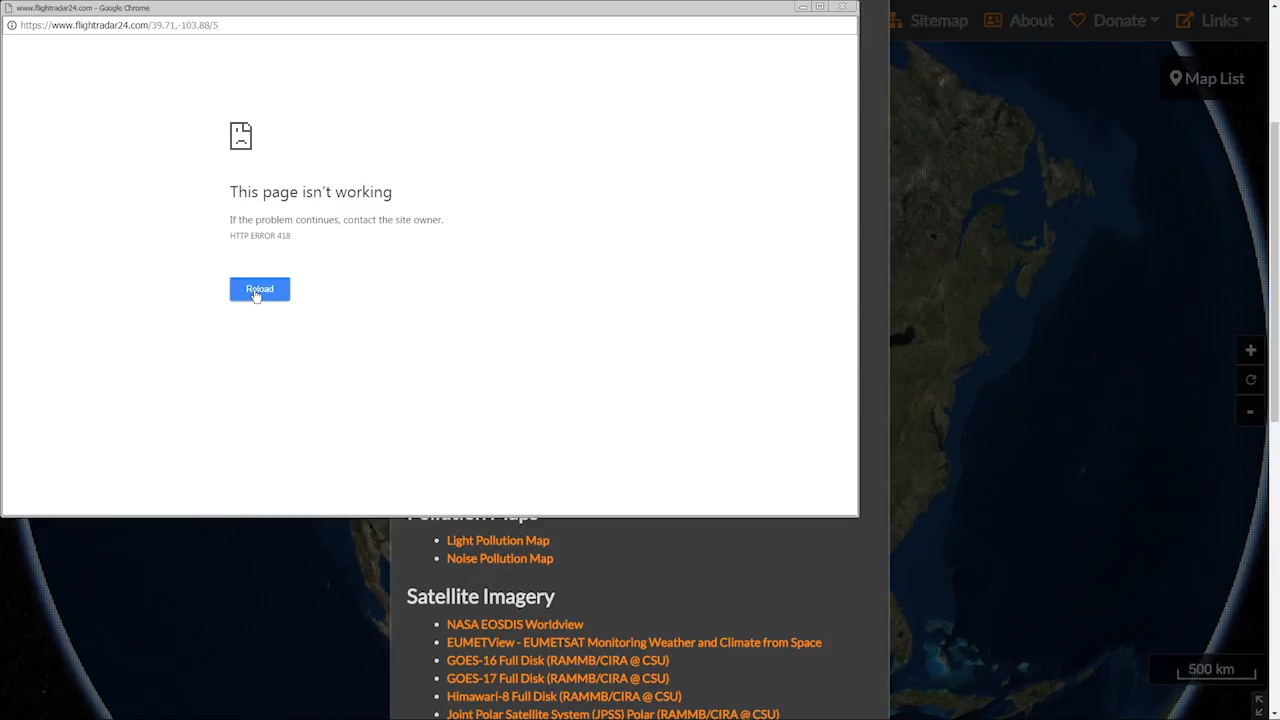 www.flightradar24.com - Google Chrome
https://www.flightradar24.com/39.71,-103.88/5
Sitemap
About
Donate
Links
Map List
This page isn't working
If the problem continues, contact the site owner.
HTTP ERROR 418
Reload
Pollution Maps
• Light Pollution Map
• Noise Pollution Map
Satellite Imagery
• NASA EOSDIS Worldview
• EUMETView - EUMETSAT Monitoring Weather and Climate from Space
• GOES-16 Full Disk (RAMMB/CIRA @ CSU)
• GOES-17 Full Disk (RAMMB/CIRA @ CSU)
• Himawari-8 Full Disk (RAMMB/CIRA @ CSU)
• Joint Polar Satellite System (JPSS) Polar (RAMMB/CIRA @ CSU)
+
-
500 km